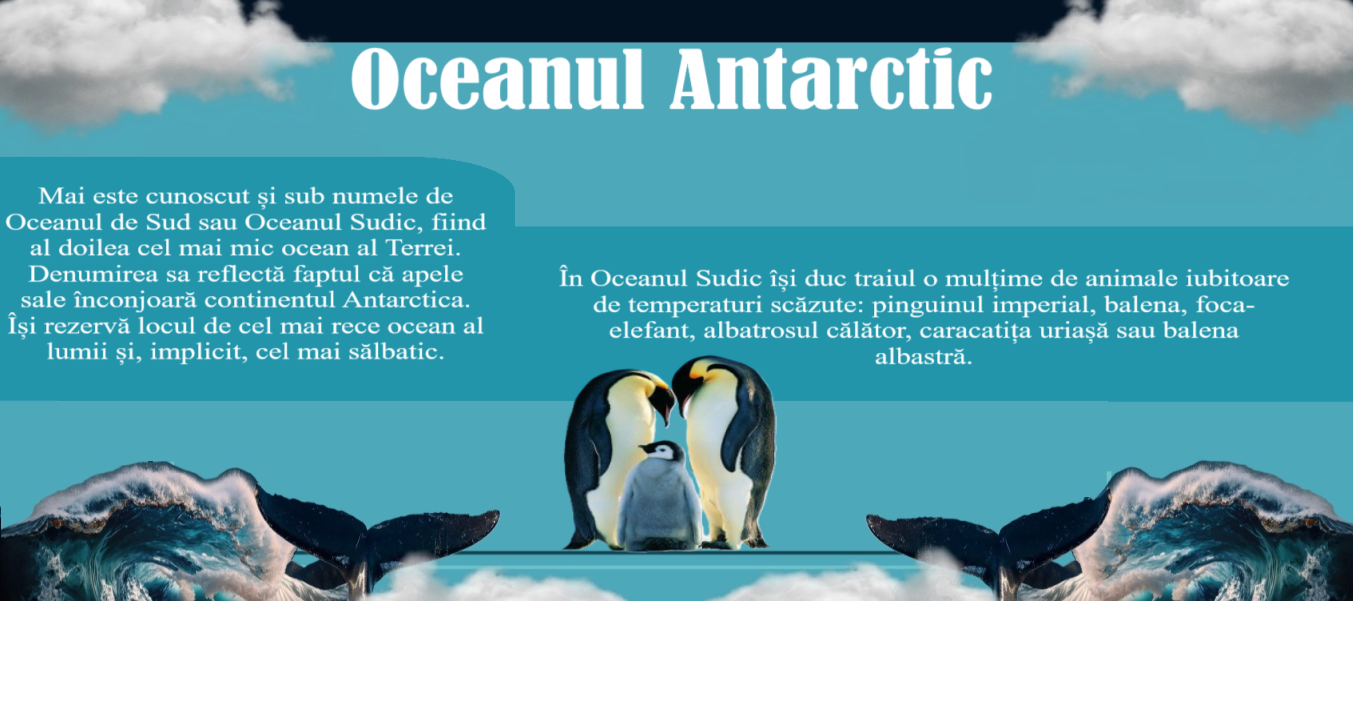 Oceanul Antarctic
Mai este cunoscut și sub numele de
Oceanul de Sud sau Oceanul Sudic, fiind
al doilea cel mai mic ocean al Terrei.
Denumirea sa reflectă faptul că apele
sale înconjoară continentul Antarctica.
Își rezervă locul de cel mai rece ocean al
lumii și, implicit, cel mai sălbatic.
În Oceanul Sudic își duc traiul o mulțime de animale iubitoare
de temperaturi scăzute: pinguinul imperial, balena, foca-
elefant, albatrosul călător, caracatița uriașă sau balena
albastră.